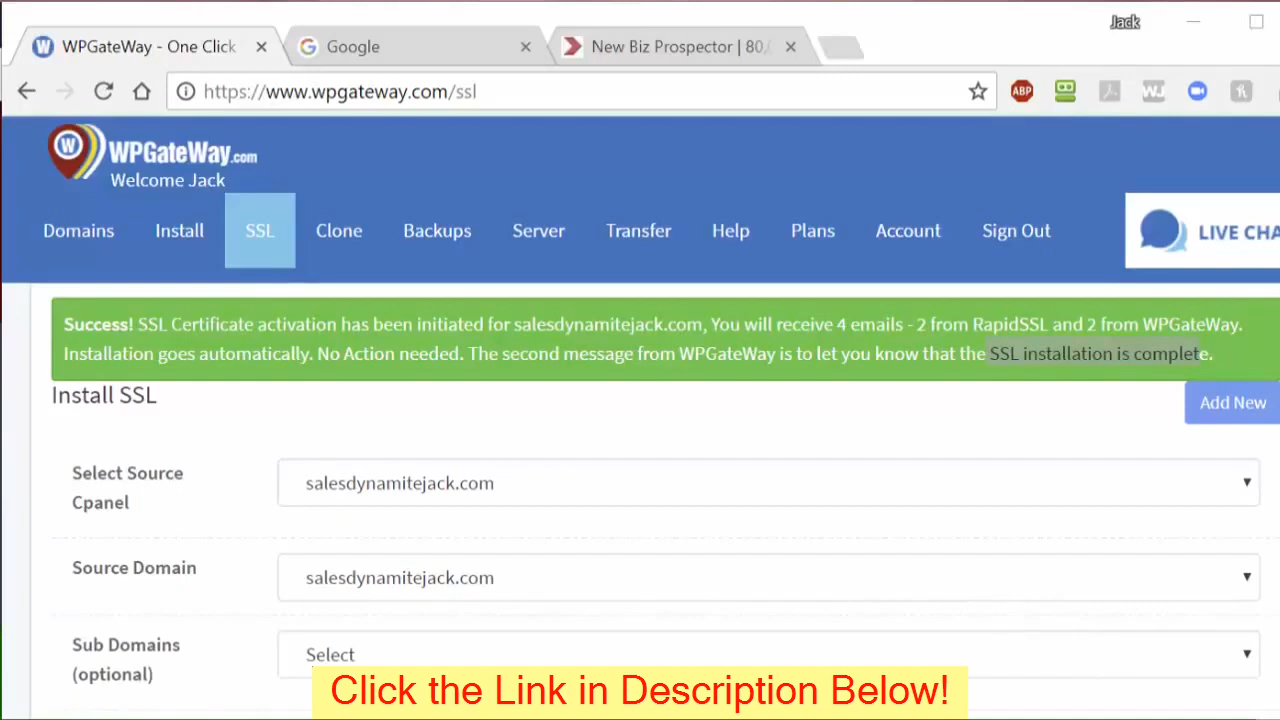 Jack
WPGateWay - One Click
Google
New Biz Prospector | 80,
https://www.wpgateway.com/ssl
ABP
WJ
W
WPGateWay.com
Welcome Jack
Domains Install SSL Clone Backups Server Transfer Help Plans Account Sign Out LIVE CHA
Success! SSL Certificate activation has been initiated for salesdynamitejack.com, You will receive 4 emails - 2 from RapidSSL and 2 from WPGateWay.
Installation goes automatically. No Action needed. The second message from WPGateWay is to let you know that the SSL installation is complete.
Install SSL
Add New
Select Source
Cpanel
salesdynamitejack.com
Source Domain
salesdynamitejack.com
Sub Domains
(optional)
Select
Click the Link in Description Below!